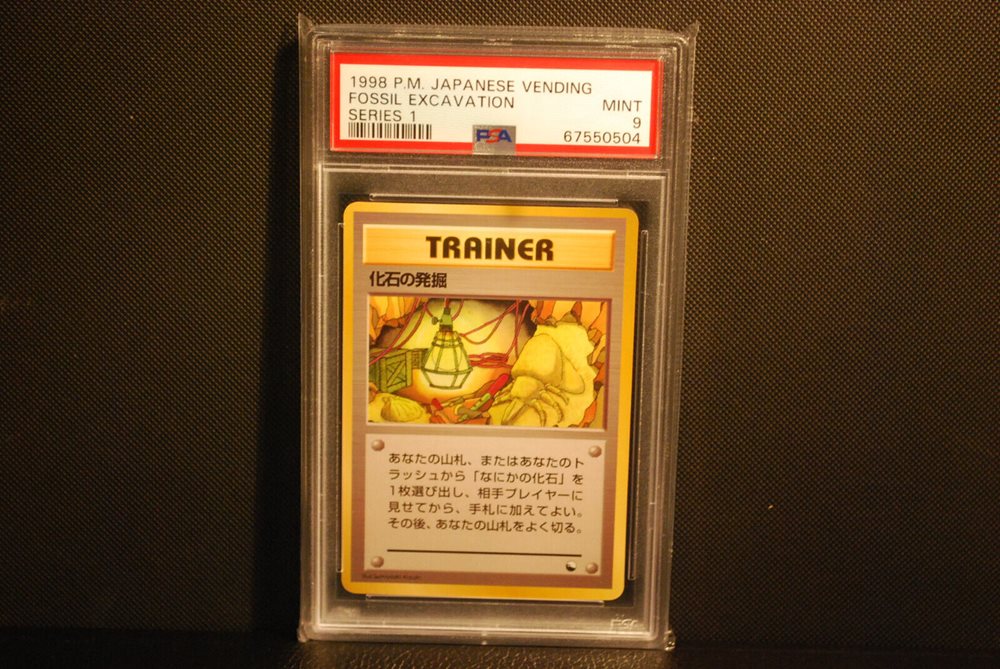 1998 P.M. JAPANESE VENDING
FOSSIL EXCAVATION MINT
SERIES 1 9
PSA 67550504
TRAINER
化石の発掘
あなたの山札、またはあなたのト
ラッシュから「なにかの化石」を
1枚選び出し、相手プレイヤーに
見せてから、手札に加えてよい。
その後、あなたの山札をよく切る。